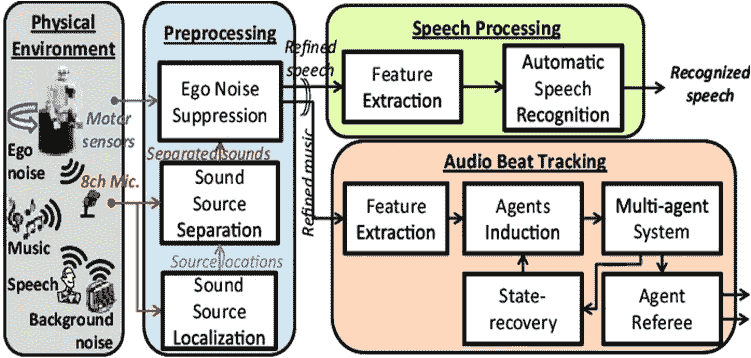 Physical
Environment
Motor
sensors
Ego
noise
8ch Mic.
Music
Speech
Background
noise
Preprocessing
Ego Noise
Suppression
Separated sounds
Sound
Source
Separation
Source locations
Sound
Source
Localization
Refined
speech
Refined music
Speech Processing
Feature
Extraction
Automatic
Speech
Recognition
Recognized
speech
Audio Beat Tracking
Feature
Extraction
Agents
Induction
Multi-agent
System
State-
recovery
Agent
Referee